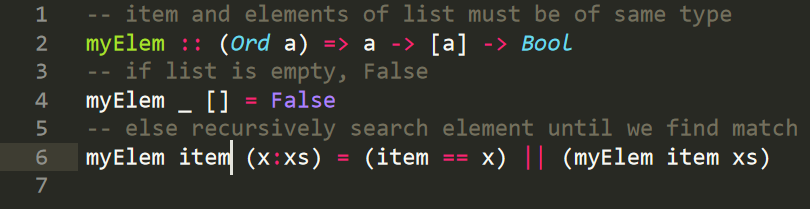 1 -- item and elements of list must be of same type
2 myElem :: (Ord a) => a -> [a] -> Bool
3 -- if list is empty, False
4 myElem _ [] = False
5 -- else recursively search element until we find match
6 myElem item (x:xs) = (item == x) || (myElem item xs)
7